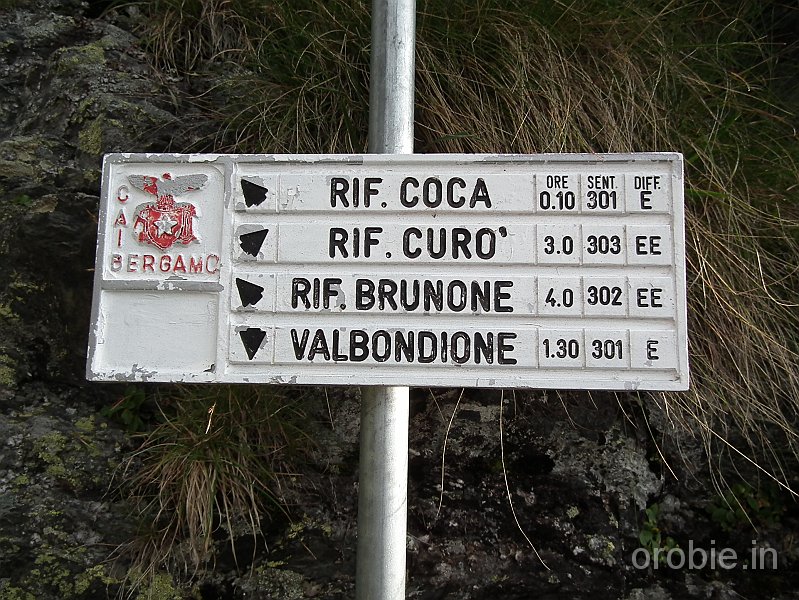 CAI
BERGAMO
RIF. COCA ORE 0.10 SENT. 301 DIFF. E
RIF. CURO' 3.0 303 EE
RIF. BRUNONE 4.0 302 EE
VALBONDIONE 1.30 301 E
orobie.in